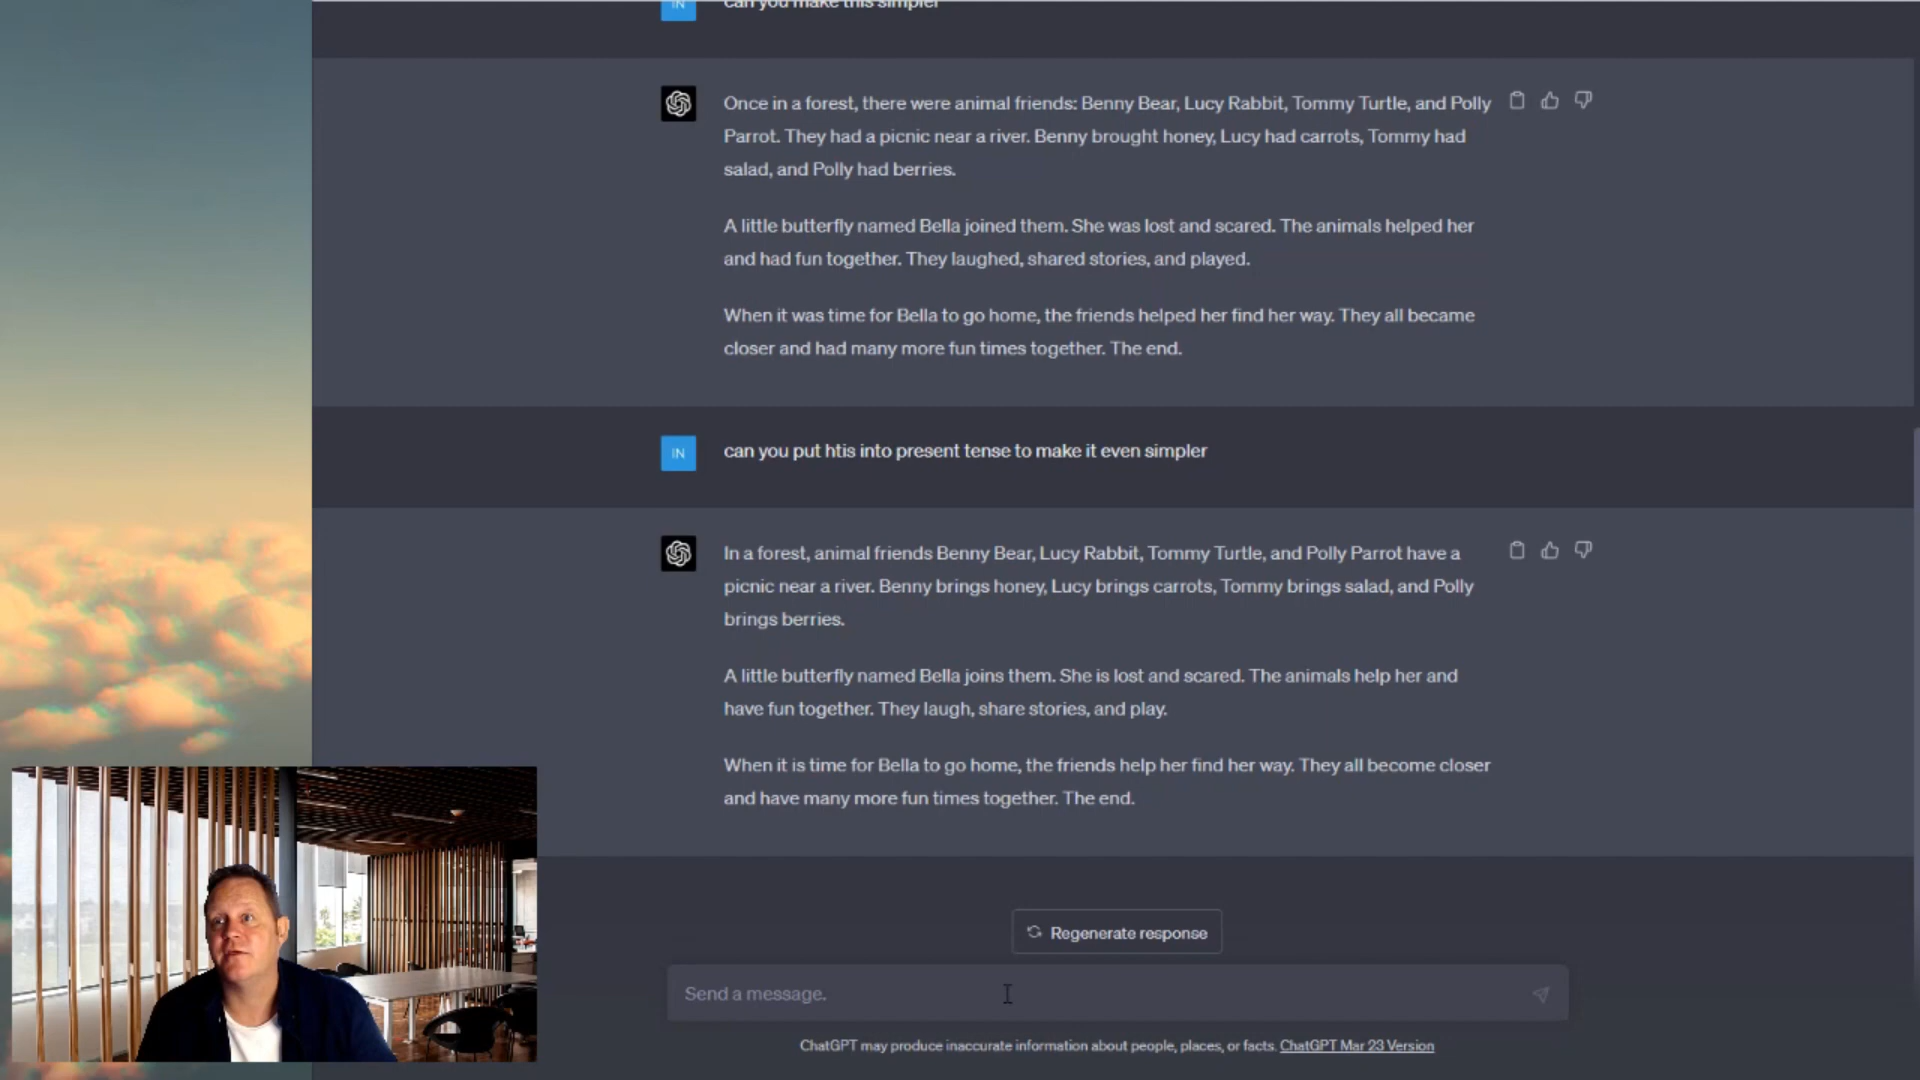 IN can you make this simpler
Once in a forest, there were animal friends: Benny Bear, Lucy Rabbit, Tommy Turtle, and Polly
Parrot. They had a picnic near a river. Benny brought honey, Lucy had carrots, Tommy had
salad, and Polly had berries.
A little butterfly named Bella joined them. She was lost and scared. The animals helped her
and had fun together. They laughed, shared stories, and played.
When it was time for Bella to go home, the friends helped her find her way. They all became
closer and had many more fun times together. The end.
IN can you put htis into present tense to make it even simpler
In a forest, animal friends Benny Bear, Lucy Rabbit, Tommy Turtle, and Polly Parrot have a
picnic near a river. Benny brings honey, Lucy brings carrots, Tommy brings salad, and Polly
brings berries.
A little butterfly named Bella joins them. She is lost and scared. The animals help her and
have fun together. They laugh, share stories, and play.
When it is time for Bella to go home, the friends help her find her way. They all become closer
and have many more fun times together. The end.
Regenerate response
Send a message.
ChatGPT may produce inaccurate information about people, places, or facts. ChatGPT Mar 23 Version